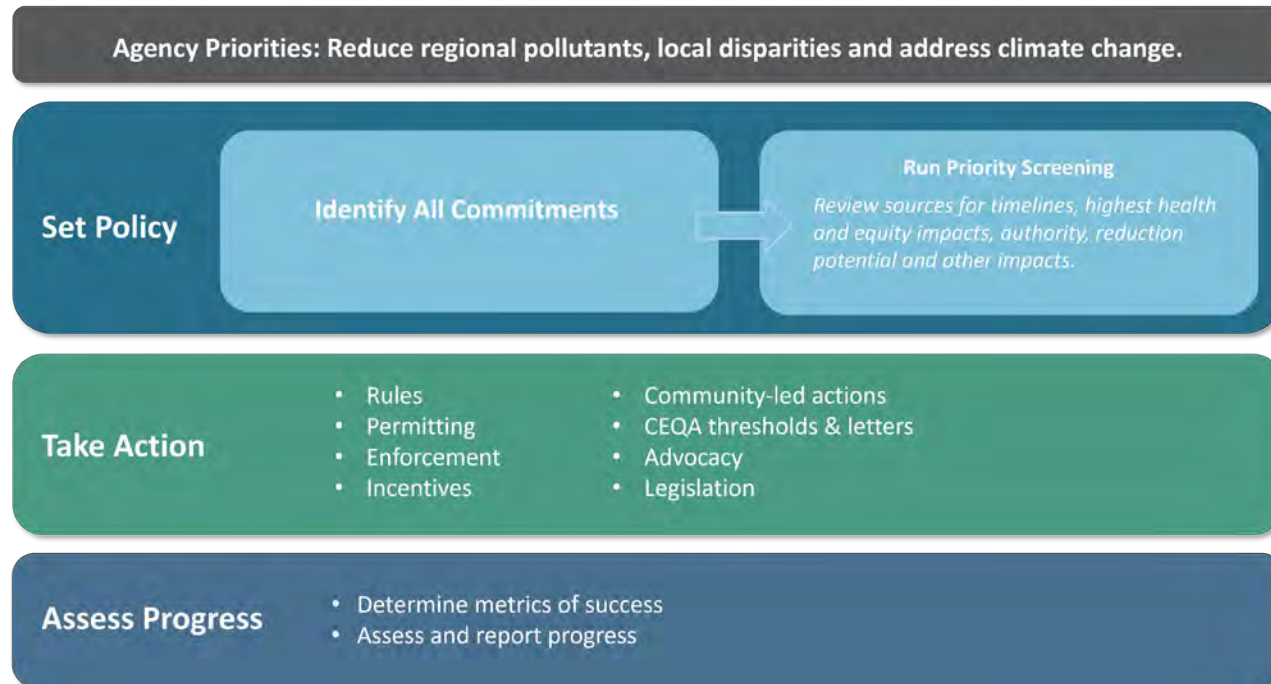 Agency Priorities: Reduce regional pollutants, local disparities and address climate change.
Set Policy
Identify All Commitments
Run Priority Screening
Review sources for timelines, highest health
and equity impacts, authority, reduction
potential and other impacts.
Take Action
• Rules
• Permitting
• Enforcement
• Incentives
• Community-led actions
• CEQA thresholds & letters
• Advocacy
• Legislation
Assess Progress
• Determine metrics of success
• Assess and report progress